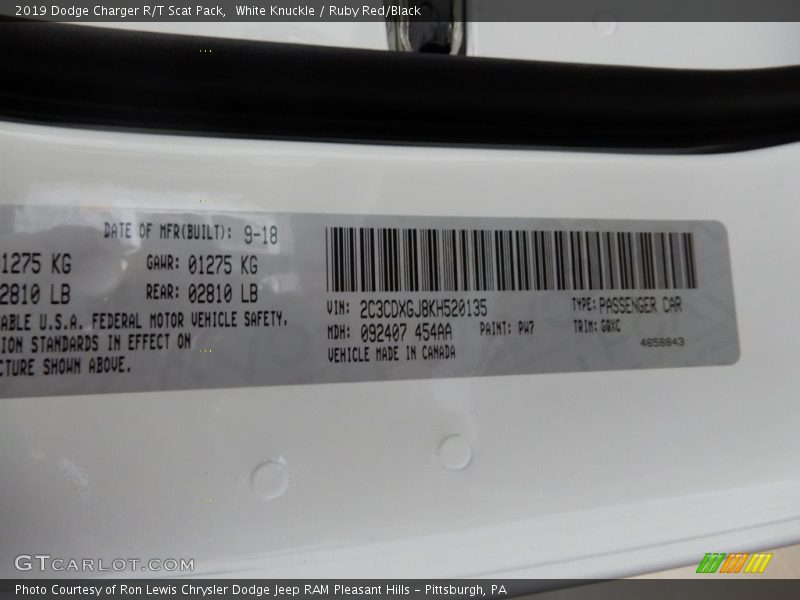 2019 Dodge Charger R/T Scat Pack, White Knuckle / Ruby Red/Black
DATE OF MFR(BUILT): 9-18
01275 KG GAWR: 01275 KG
02810 LB REAR: 02810 LB
ABLE U.S.A. FEDERAL MOTOR VEHICLE SAFETY,
ION STANDARDS IN EFFECT ON
CTURE SHOWN ABOVE.
VIN: 2C3CDXGJ8KH520135 TYPE: PASSENGER CAR
MDH: 092407 454AA PAINT: PW7 TRIM: GRXC
VEHICLE MADE IN CANADA 4658843
GTCARLOT.COM
Photo Courtesy of Ron Lewis Chrysler Dodge Jeep RAM Pleasant Hills - Pittsburgh, PA